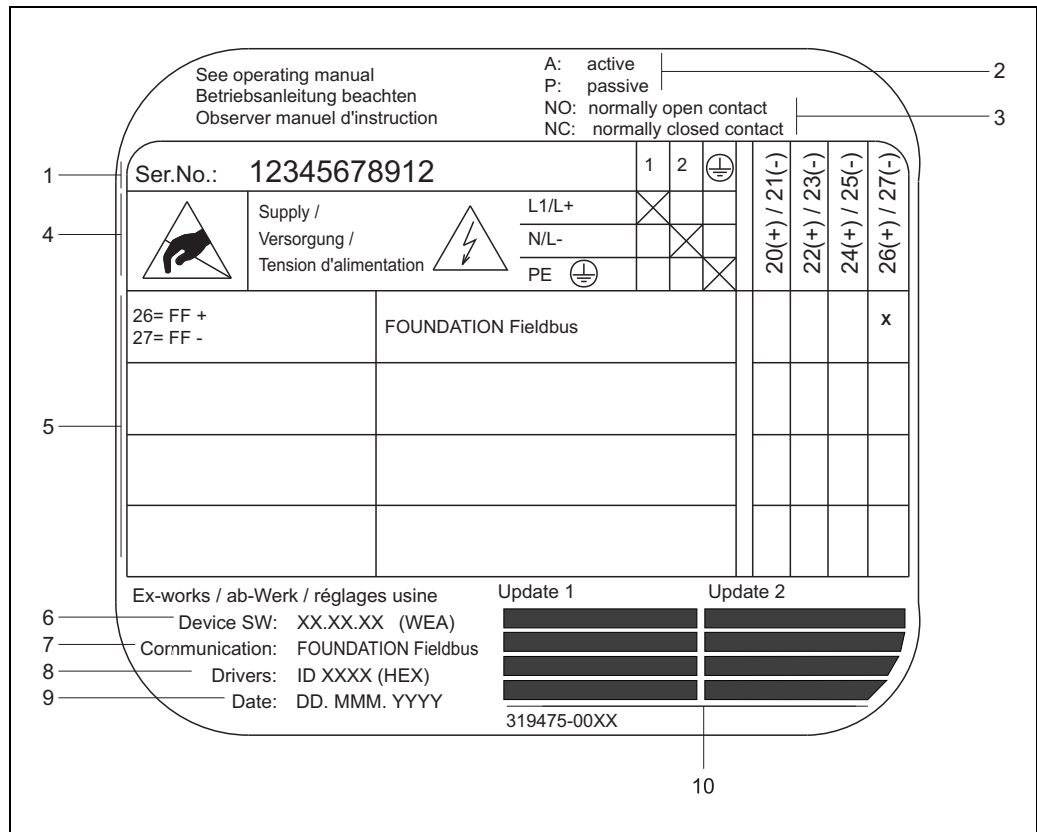 See operating manual
Betriebsanleitung beachten
Observer manuel d'instruction
A: active
P: passive
NO: normally open contact
NC: normally closed contact
2
3
1
Ser.No.: 12345678912
1 2
20(+) / 21(-)
22(+) / 23(-)
24(+) / 25(-)
26(+) / 27(-)
4
Supply /
Versorgung /
Tension d'alimentation
L1/L+
N/L-
PE
5
26= FF +
27= FF -
FOUNDATION Fieldbus
x
Ex-works / ab-Werk / réglages usine
Update 1
Update 2
6
Device SW: XX.XX.XX (WEA)
7
Communication: FOUNDATION Fieldbus
8
Drivers: ID XXXX (HEX)
9
Date: DD. MMM. YYYY
319475-00XX
10